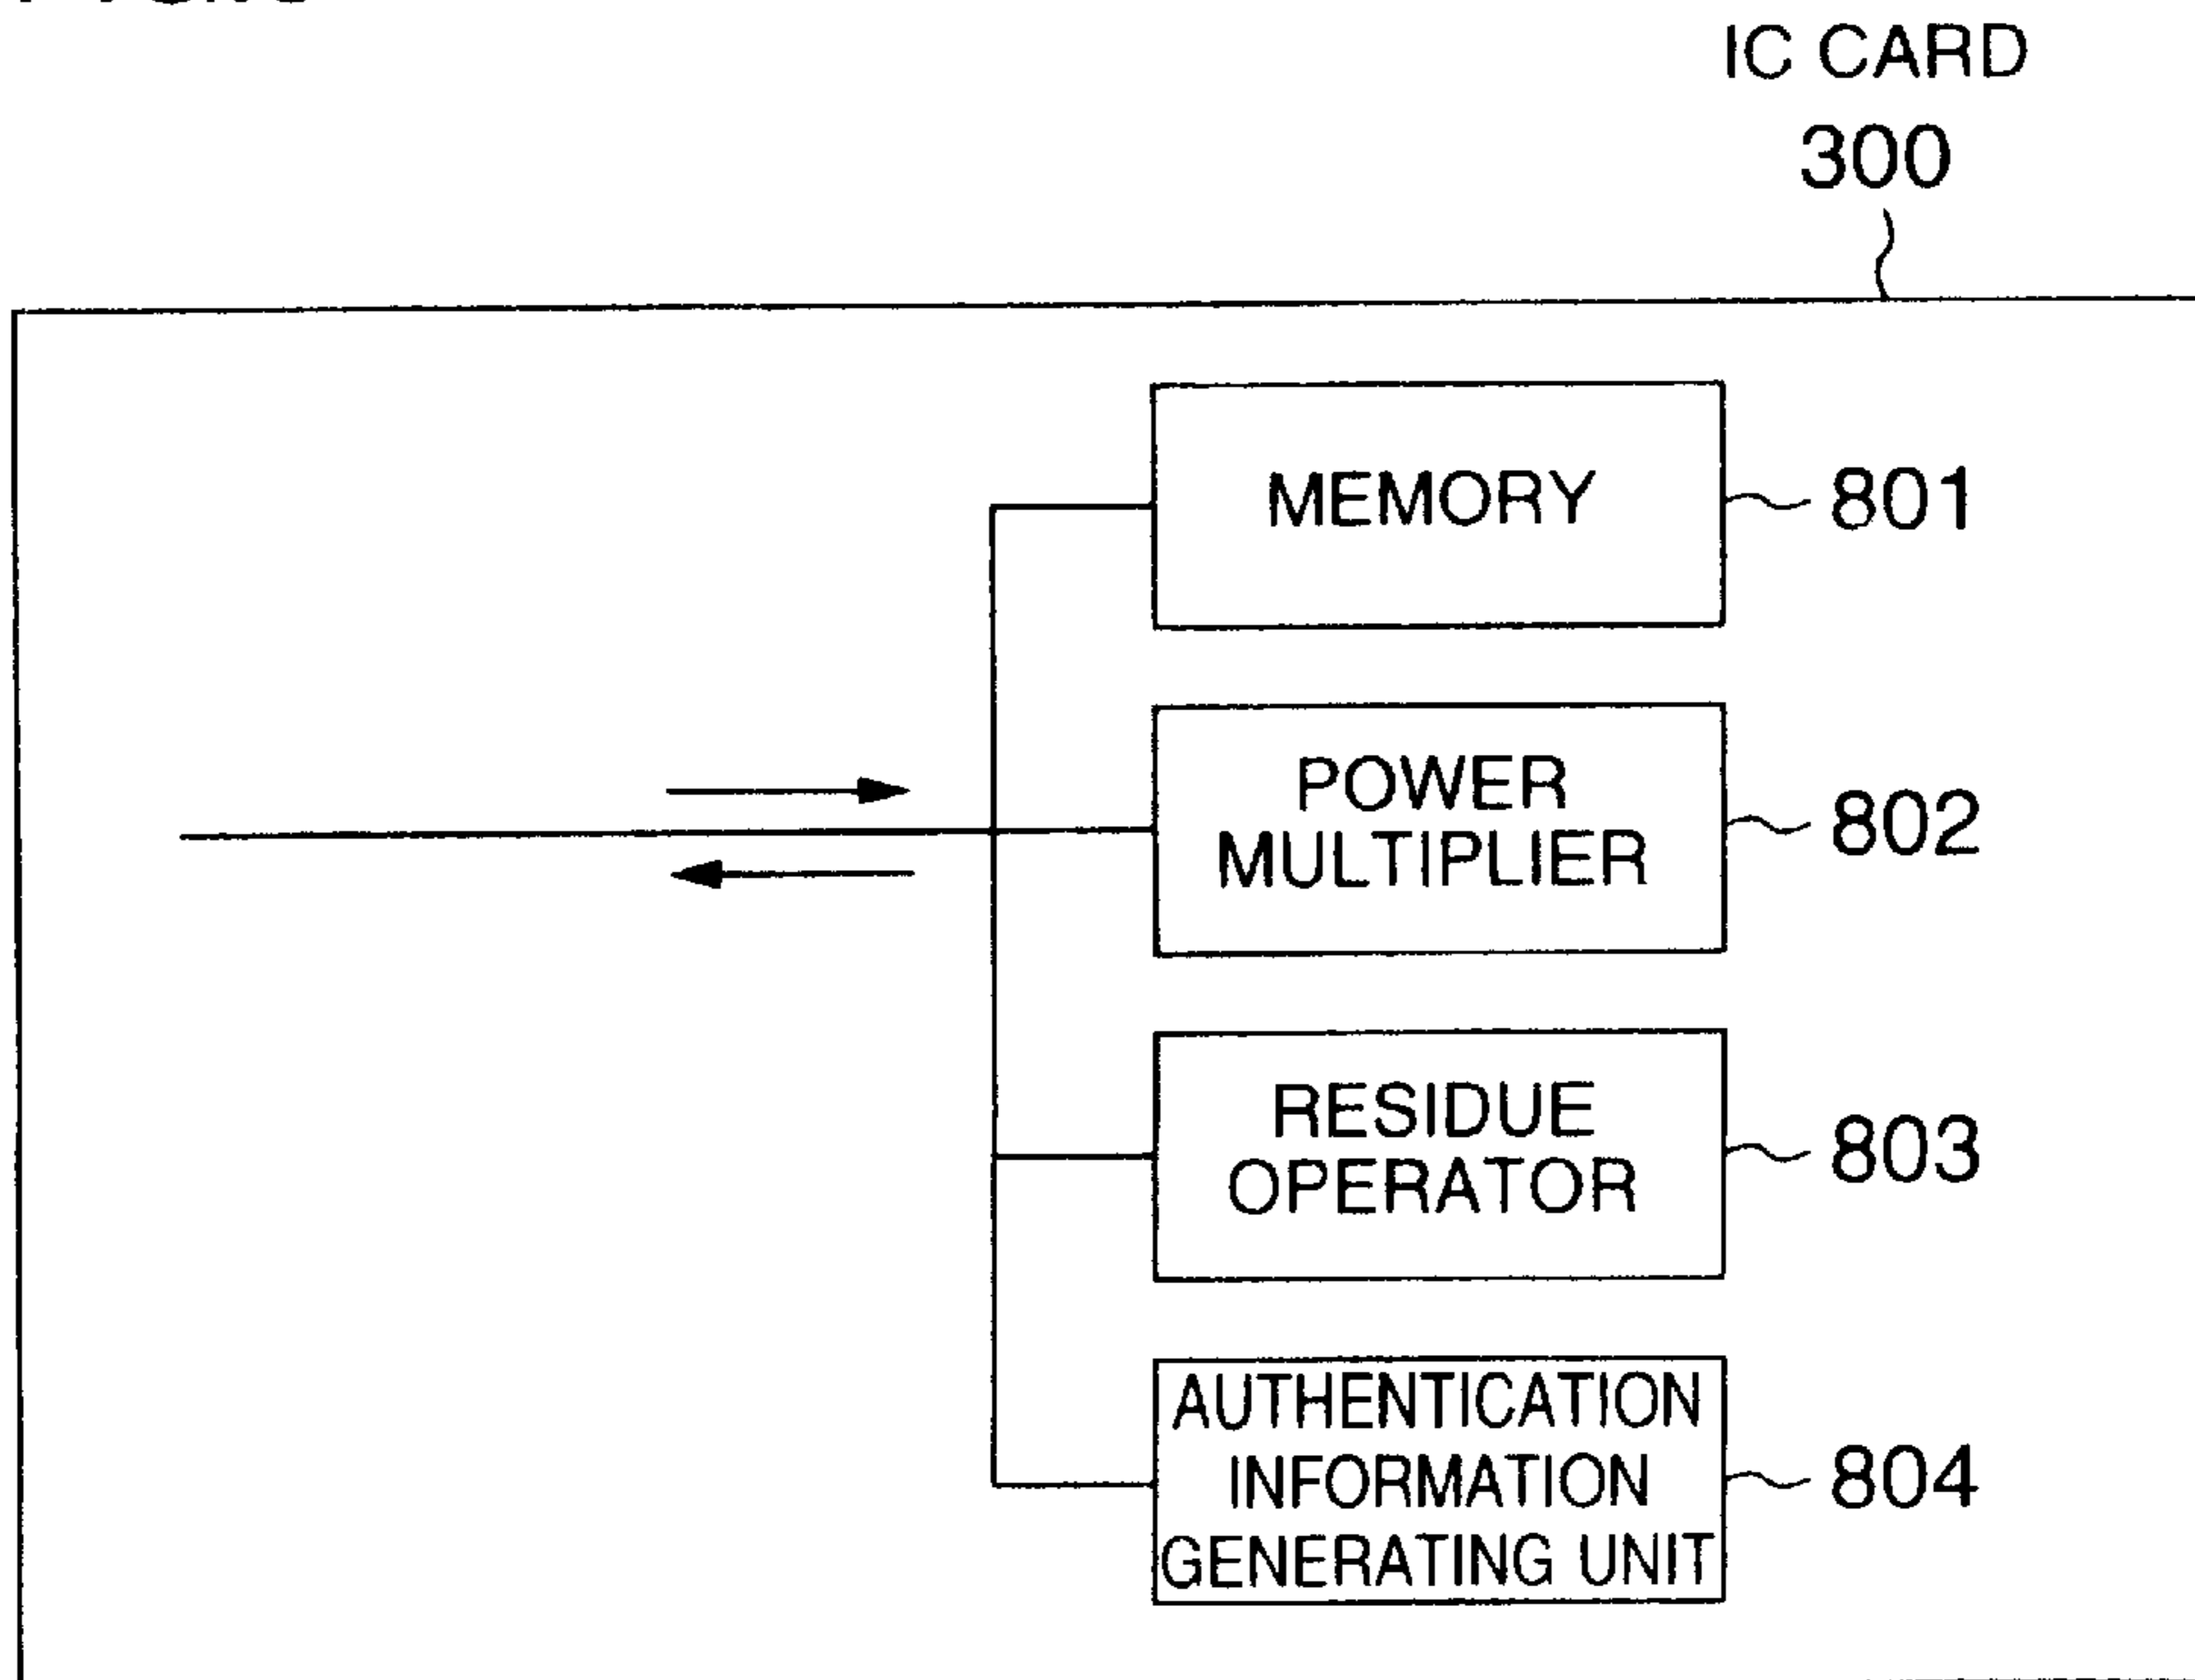 IC CARD
300
MEMORY
801
POWER
MULTIPLIER
802
RESIDUE
OPERATOR
803
AUTHENTICATION
INFORMATION
GENERATING UNIT
804